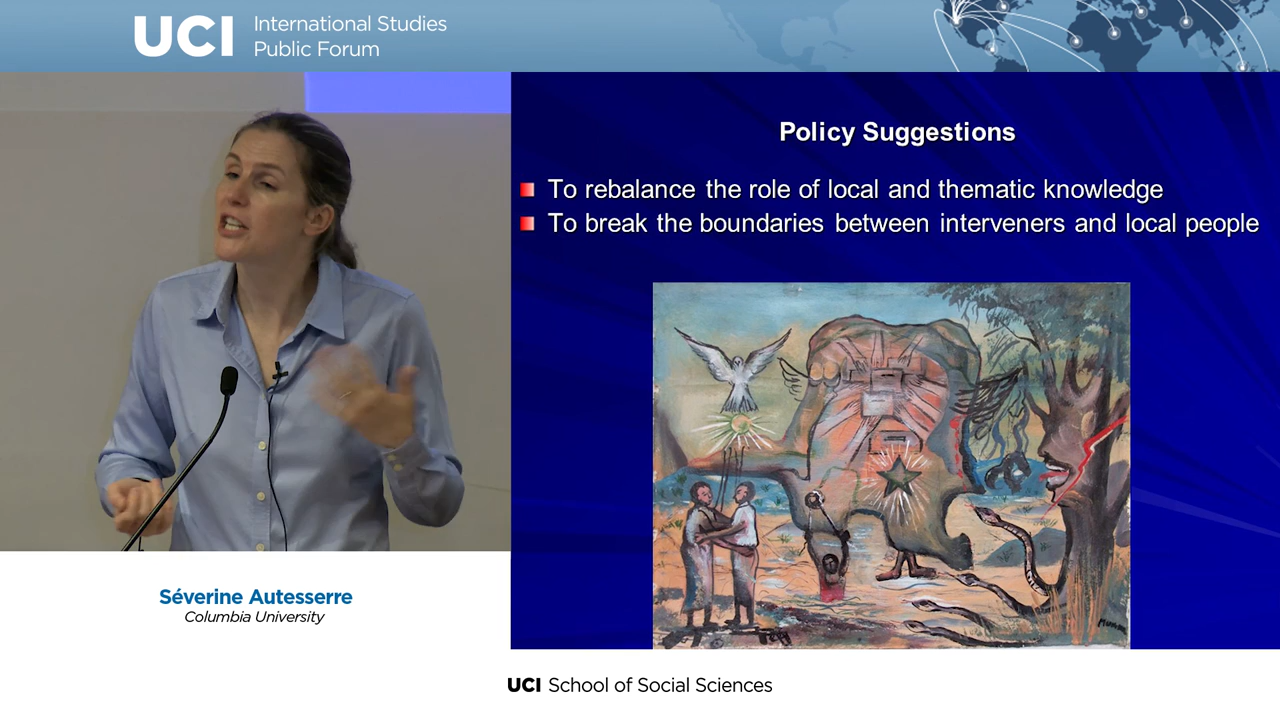 UCI International Studies
Public Forum
Policy Suggestions
To rebalance the role of local and thematic knowledge
To break the boundaries between interveners and local people
Séverine Autesserre
Columbia University
UCI School of Social Sciences